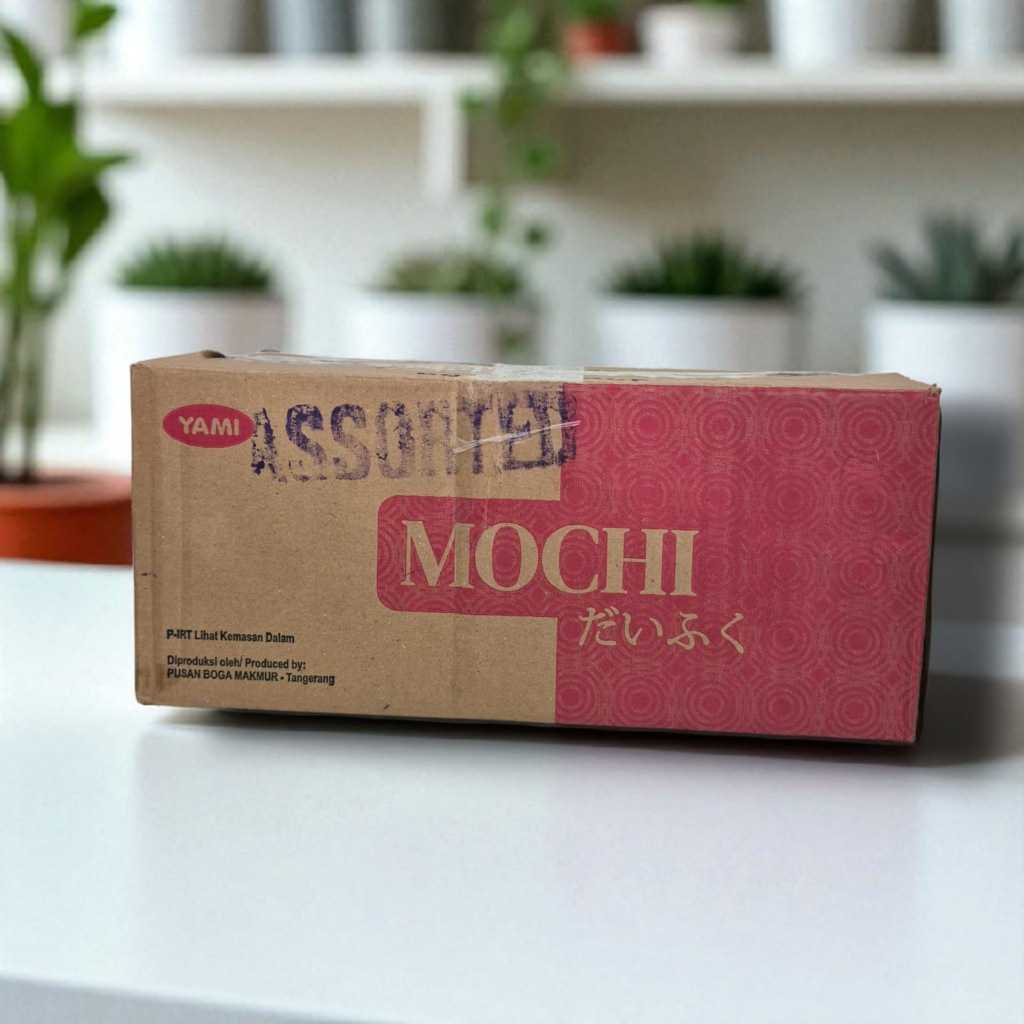 YAMI
ASSORTED
MOCHI
だいふく
P-IRT Lihat Kemasan Dalam
Diproduksi oleh/ Produced by:
PUSAN BOGA MAKMUR - Tangerang